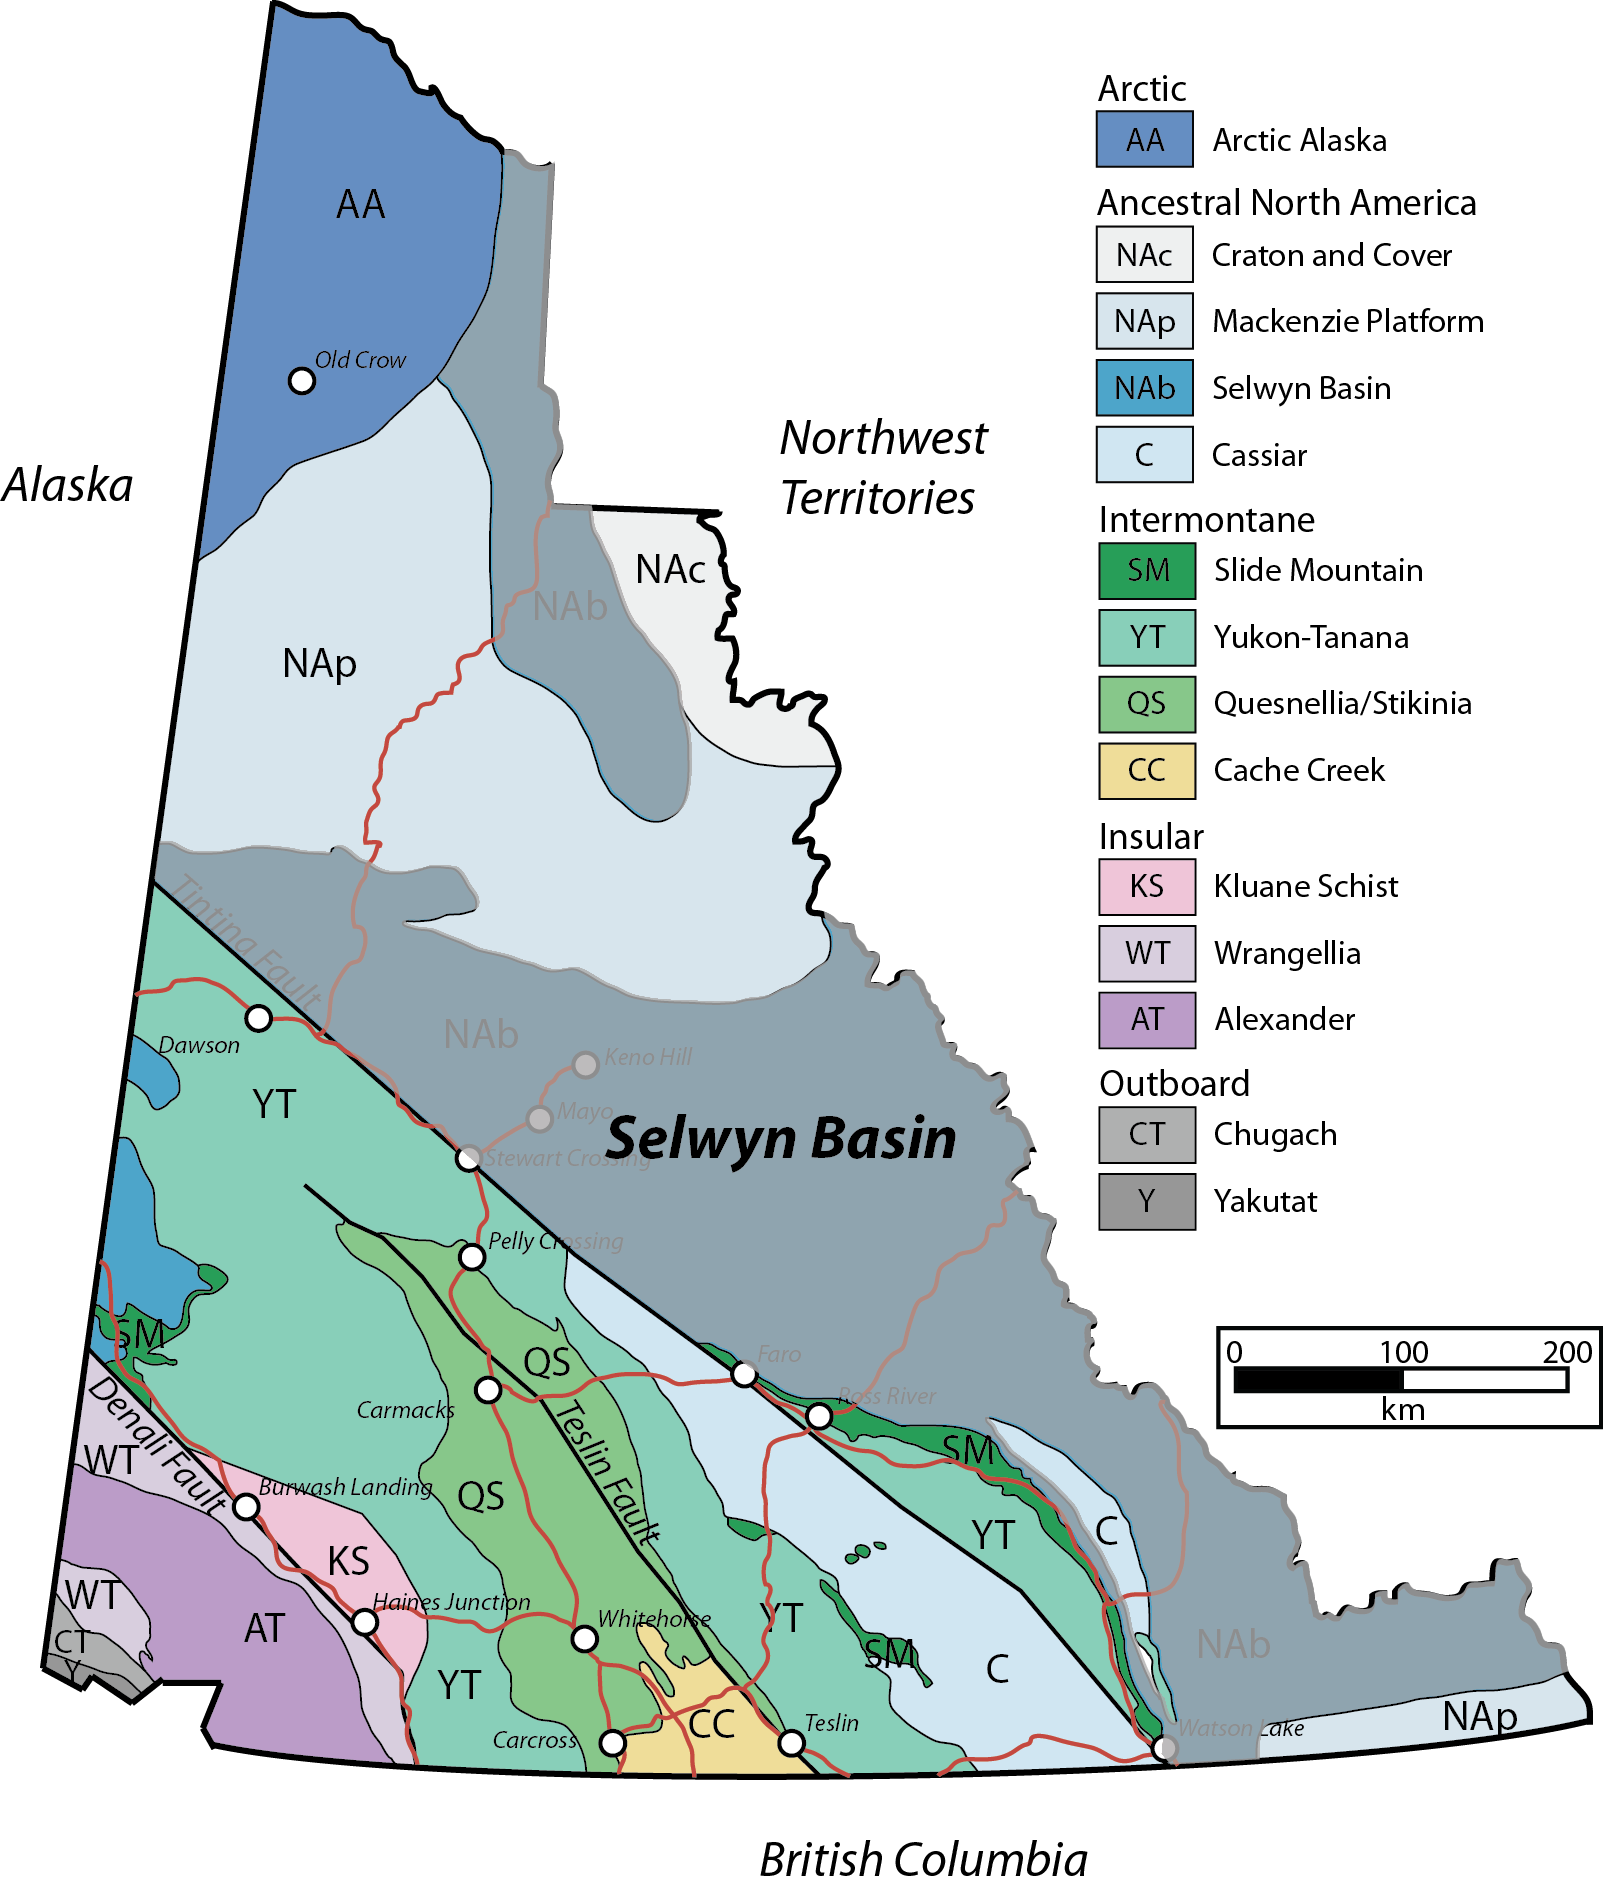 AA
Old Crow
Alaska
Northwest
Territories
NAc
NAb
NAp
Tintina Fault
Dawson
NAb
Keno Hill
Mayo
Selwyn Basin
Stewart Crossing
YT
Pelly Crossing
SM
QS
Faro
Denali Fault
Carmacks
Teslin Fault
Ross River
WT
SM
Burwash Landing
QS
YT
C
KS
WT
Haines Junction
AT
Whitehorse
YT
CT
SM
NAb
Y
YT
C
Carcross
CC
Teslin
Watson Lake
NAp
British Columbia
Arctic
AA Arctic Alaska
Ancestral North America
NAc Craton and Cover
NAp Mackenzie Platform
NAb Selwyn Basin
C Cassiar
Intermontane
SM Slide Mountain
YT Yukon-Tanana
QS Quesnellia/Stikinia
CC Cache Creek
Insular
KS Kluane Schist
WT Wrangellia
AT Alexander
Outboard
CT Chugach
Y Yakutat
0 100 200
km